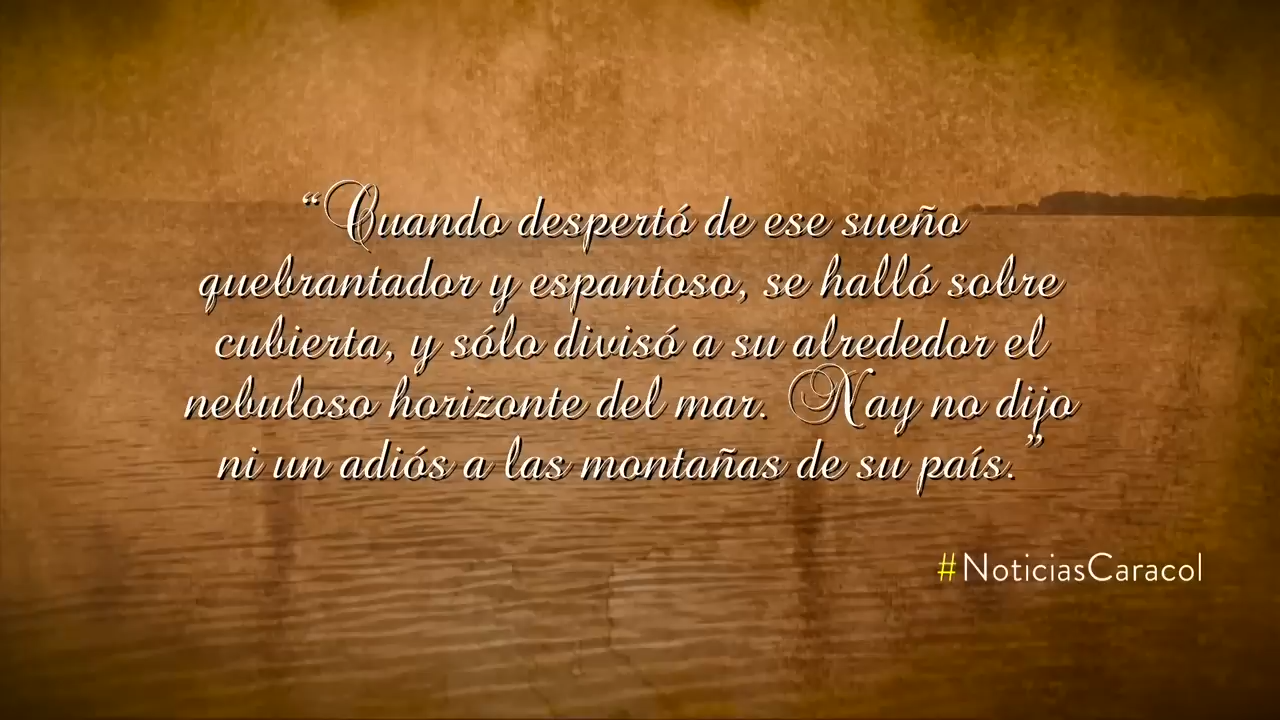 “Cuando despertó de ese sueño
quebrantador y espantoso, se halló sobre
cubierta, y sólo divisó a su alrededor el
nebuloso horizonte del mar. Nay no dijo
ni un adiós a las montañas de su país.”
#NoticiasCaracol